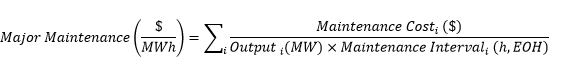 Major Maintenance ($/MWh) = ∑ᵢ Maintenance Costᵢ ($) / Output ᵢ(MW) × Maintenance Intervalᵢ (h, EOH)